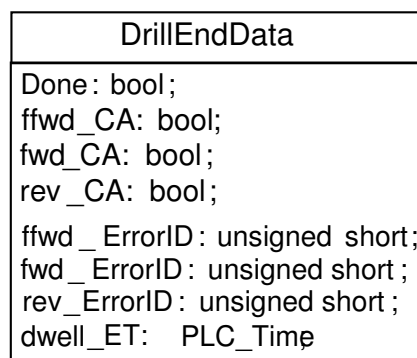 DrillEndData
Done: bool;
ffwd_CA: bool;
fwd_CA: bool;
rev_CA: bool;
ffwd_ErrorID: unsigned short;
fwd_ErrorID: unsigned short;
rev_ErrorID: unsigned short;
dwell_ET: PLC_Time;